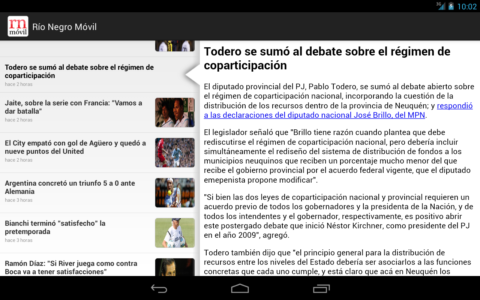 10:02
rn
móvil
Río Negro Móvil
Todero se sumó al debate sobre el régimen de
coparticipación
hace 2 horas
Jaite, sobre la serie con Francia: "Vamos a
dar batalla"
hace 2 horas
El City empató con gol de Agüero y quedó a
nueve puntos del United
hace 2 horas
Argentina concretó un triunfo 5 a 0 ante
Alemania
hace 3 horas
Bianchi terminó "satisfecho" la
pretemporada
hace 3 horas
Ramón Díaz: "Si River juega como contra
Boca va a tener satisfacciones"
Todero se sumó al debate sobre el régimen de
coparticipación
El diputado provincial del PJ, Pablo Todero, se sumó al debate abierto sobre
el régimen de coparticipación nacional, incorporando la cuestión de la
distribución de los recursos dentro de la provincia de Neuquén; y respondió
a las declaraciones del diputado nacional José Brillo, del MPN.
El legislador señaló que "Brillo tiene razón cuando plantea que debe
rediscutirse el régimen de coparticipación nacional, pero debería incluir
simultáneamente el rediseño del sistema de distribución de fondos a los
municipios neuquinos que reciben un porcentaje mucho menor del que
recibe el gobierno provincial por el acuerdo federal vigente, que el diputado
emepenista propone modificar".
"Si bien las dos leyes de coparticipación nacional y provincial requieren un
acuerdo previo de todos los gobernadores y la presidenta de la Nación, y de
todos los intendentes y el gobernador, respectivamente, es positivo abrir
este postergado debate que inició Néstor Kirchner, como presidente del PJ
en el año 2009", agregó.
Todero también dijo que "el principio general para la distribución de
recursos entre los niveles del Estado debería ser asociarlos a las funciones
concretas que cada uno cumple, y está claro que acá en Neuquén los